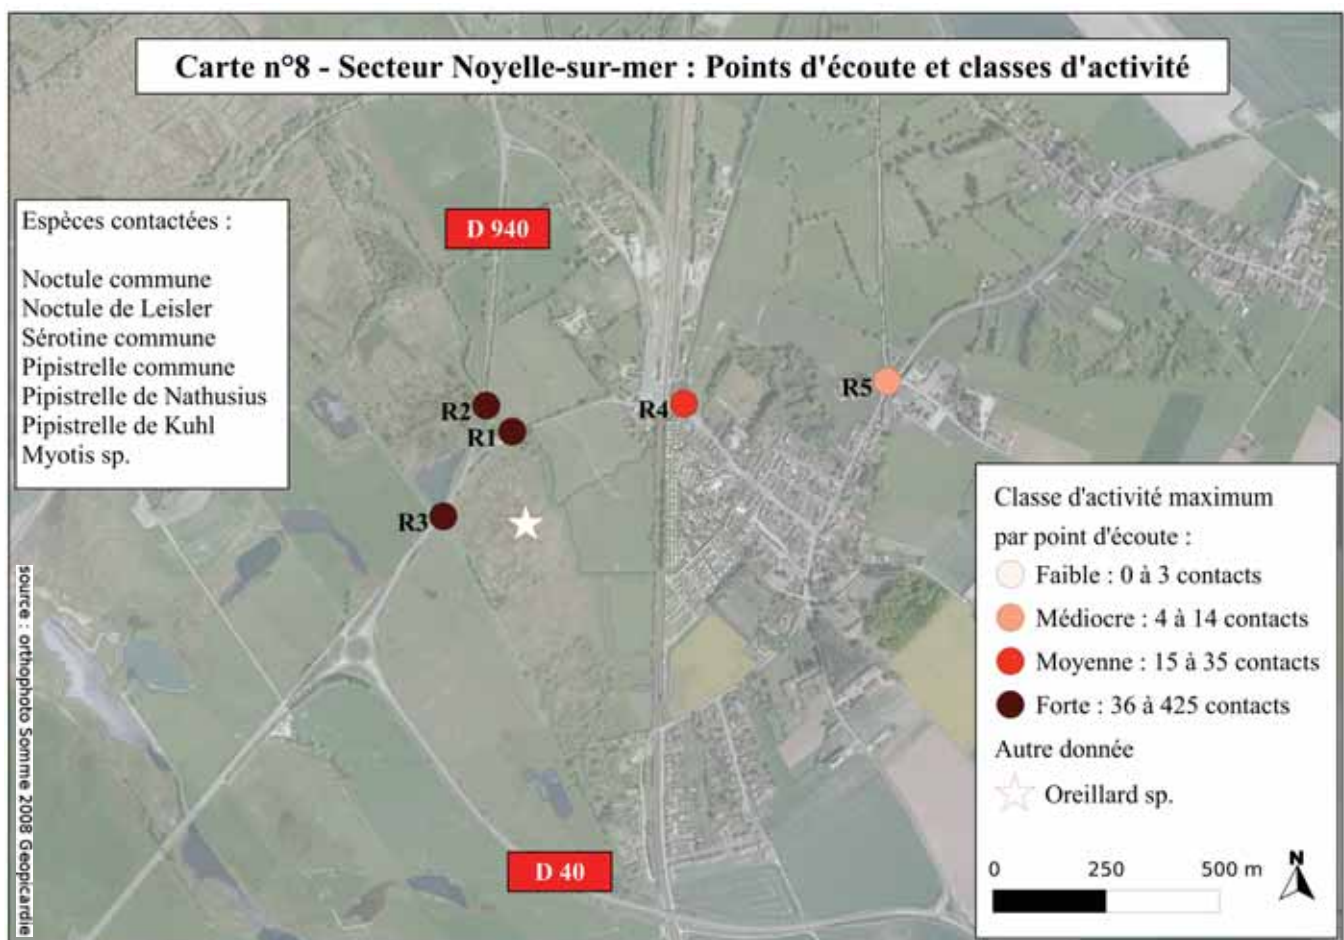 Carte n°8 - Secteur Noyelle-sur-mer : Points d'écoute et classes d'activité
Espèces contactées :
Noctule commune
Noctule de Leisler
Sérotine commune
Pipistrelle commune
Pipistrelle de Nathusius
Pipistrelle de Kuhl
Myotis sp.
D 940
R2
R1
R3
R4
R5
D 40
Classe d'activité maximum
par point d'écoute :
Faible : 0 à 3 contacts
Médiocre : 4 à 14 contacts
Moyenne : 15 à 35 contacts
Forte : 36 à 425 contacts
Autre donnée
Oreillard sp.
0 250 500 m
N
source : orthophoto Somme 2008 Geopicardie